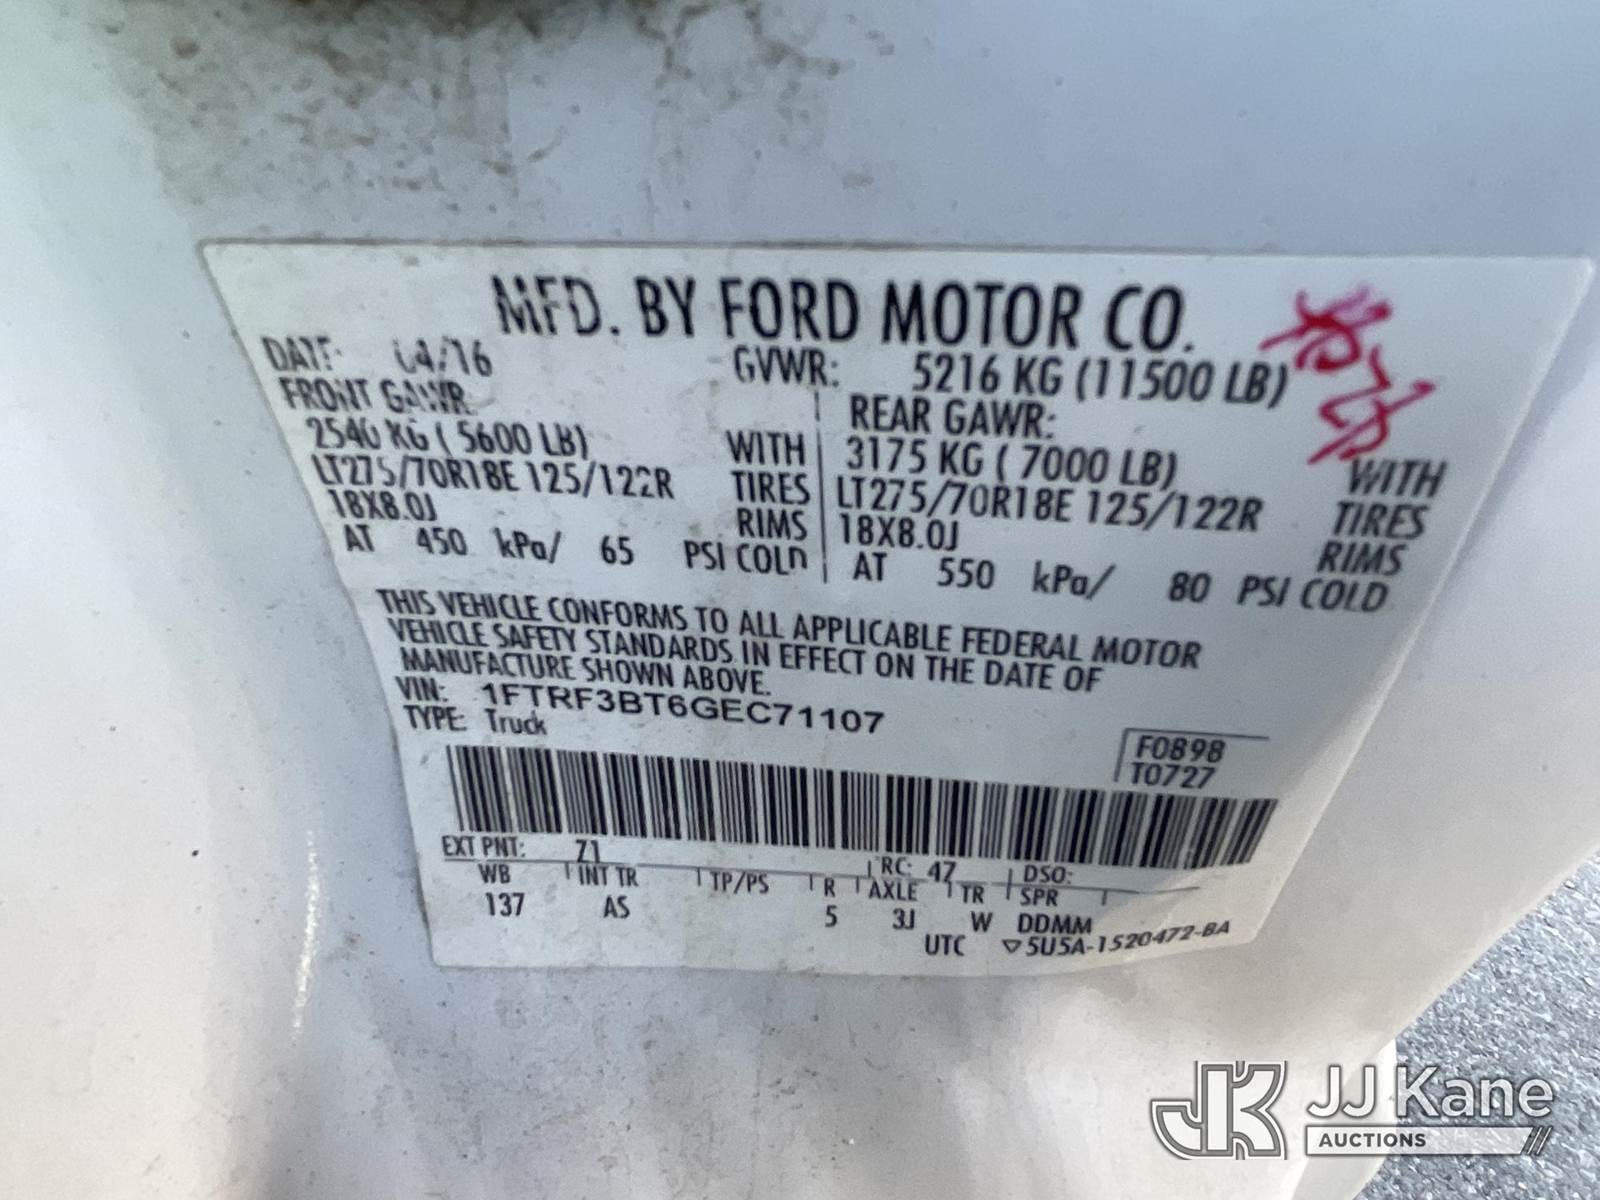 MFD. BY FORD MOTOR CO.
DATE: 04/16 GVWR: 5216 KG (11500 LB)
FRONT GAWR REAR GAWR:
2540 KG ( 5600 LB) WITH 3175 KG ( 7000 LB) WITH
LT275/70R18E 125/122R TIRES LT275/70R18E 125/122R TIRES
18X8.0J RIMS 18X8.0J RIMS
AT 450 kPa/ 65 PSI COLD AT 550 kPa/ 80 PSI COLD
THIS VEHICLE CONFORMS TO ALL APPLICABLE FEDERAL MOTOR
VEHICLE SAFETY STANDARDS IN EFFECT ON THE DATE OF
MANUFACTURE SHOWN ABOVE.
VIN: 1FTRF3BT6GEC71107
TYPE: Truck
F0898
T0727
EXT PNT: Z1 RC: 47 DSO:
WB INT TR TP/PS R AXLE TR SPR
137 AS 5 3J W DDMM
UTC ▽5U5A-1520472-BA
JK JJ Kane
AUCTIONS